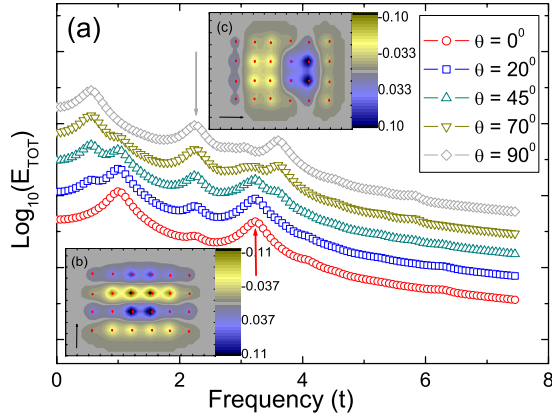 (a)
(c)
-0.10
-0.033
0.033
0.10
θ = 0⁰
θ = 20⁰
θ = 45⁰
θ = 70⁰
θ = 90⁰
(b)
-0.11
-0.037
0.037
0.11
Log₁₀(E_TOT)
0 2 4 6 8
Frequency (t)